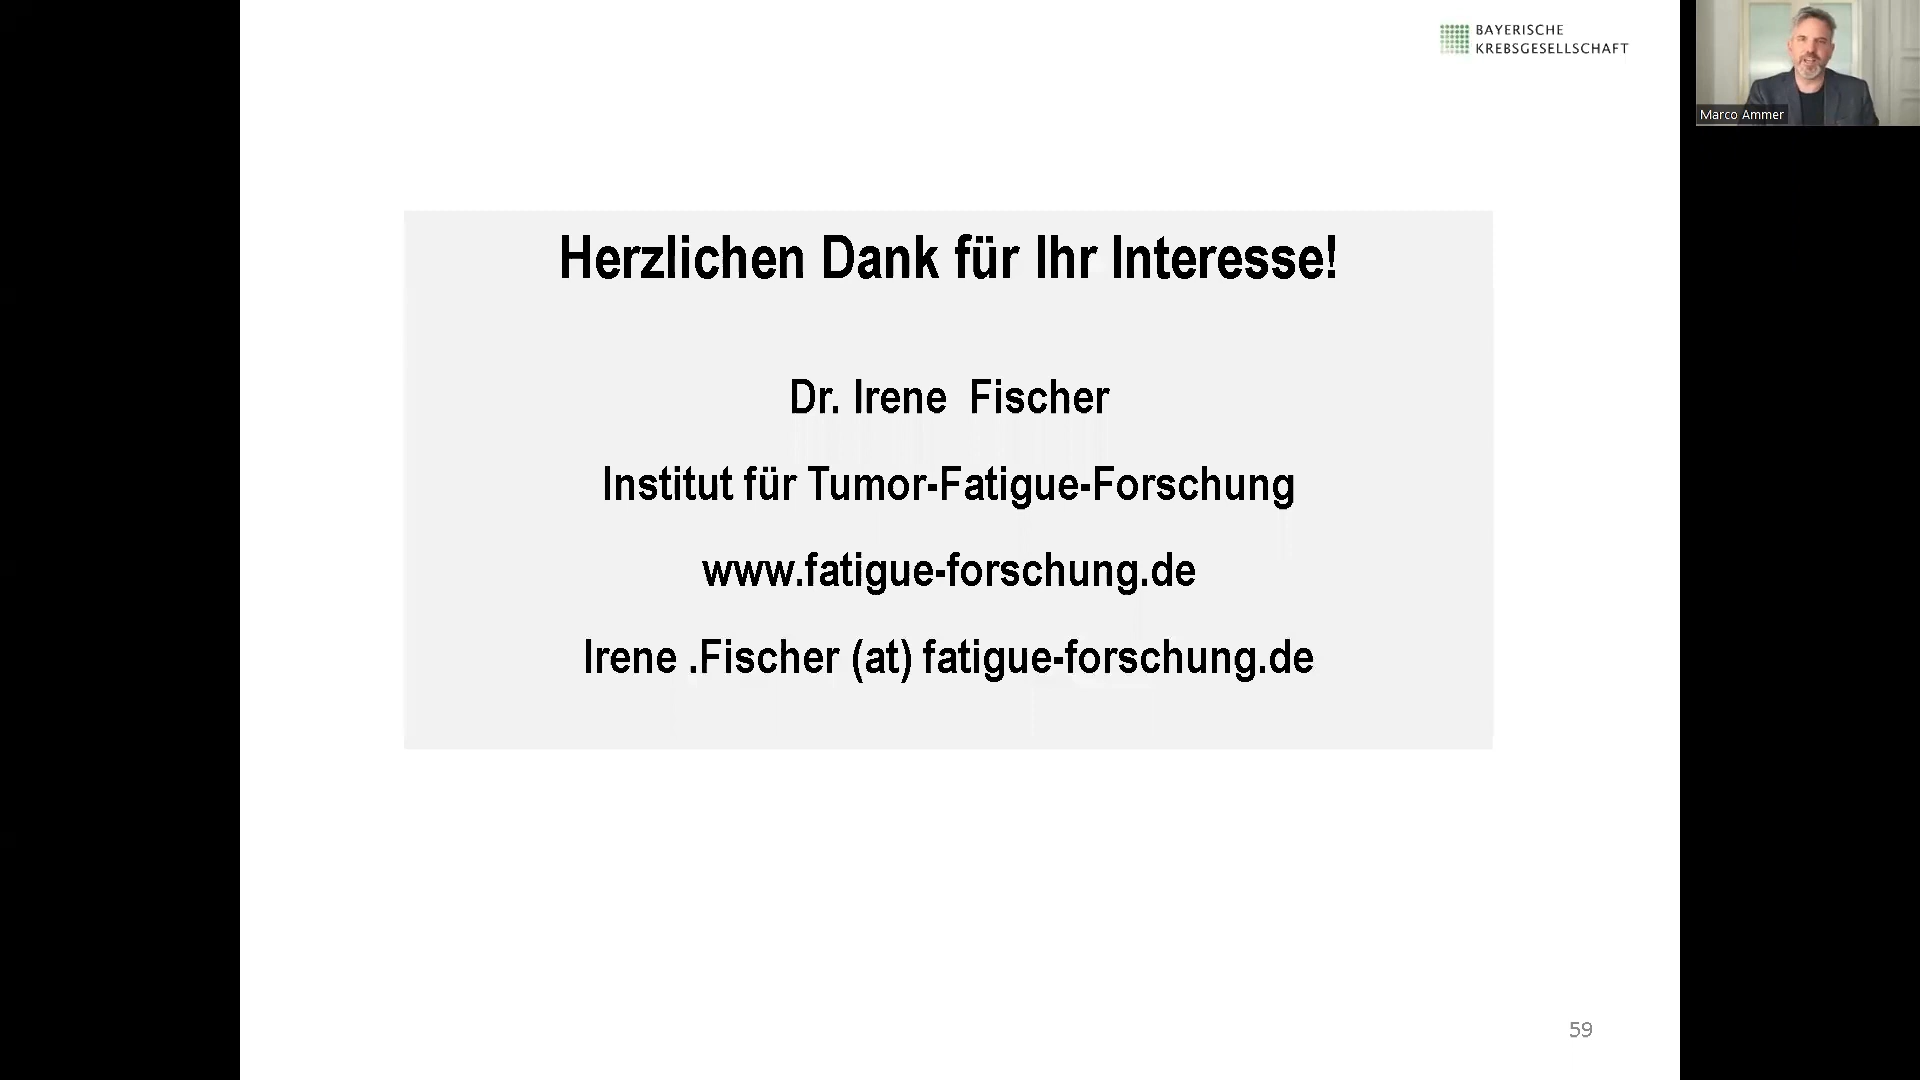 BAYERISCHE
KREBSGESELLSCHAFT
Marco Ammer
Herzlichen Dank für Ihr Interesse!
Dr. Irene  Fischer
Institut für Tumor-Fatigue-Forschung
www.fatigue-forschung.de
Irene .Fischer (at) fatigue-forschung.de
59